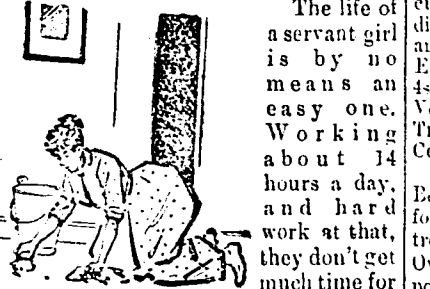 The life of
a servant girl
is by no
means an
easy one.
Working
about 14
hours a day,
and hard
work at that,
they don't get
much time for